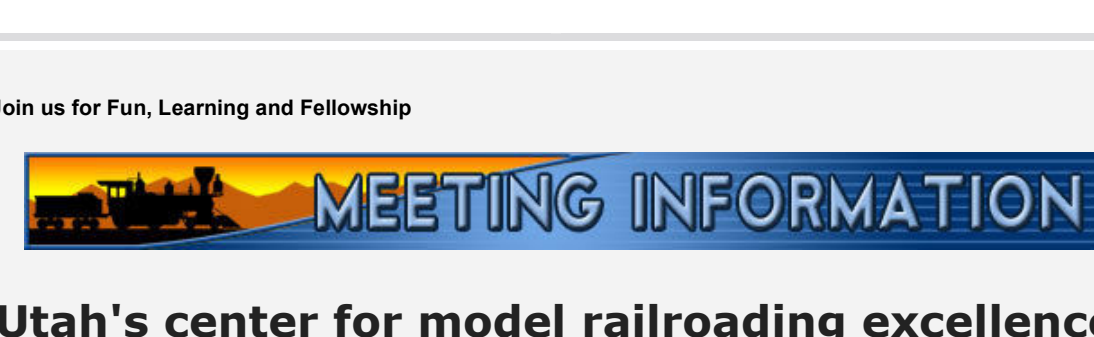 Join us for Fun, Learning and Fellowship
MEETING INFORMATION
Utah's center for model railroading excellence